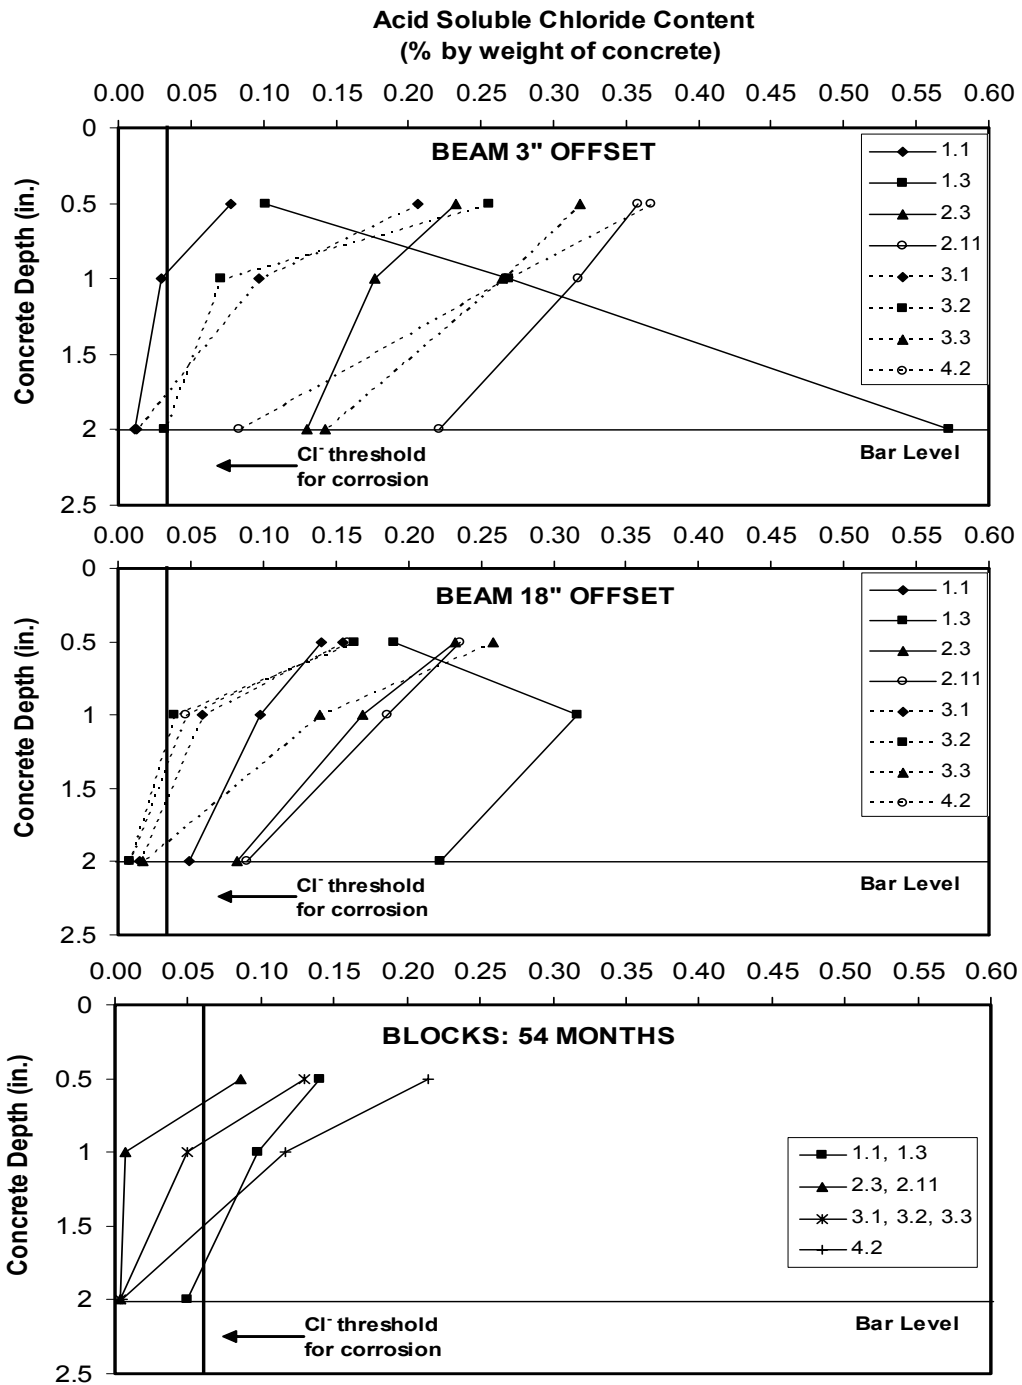 Acid Soluble Chloride Content
(% by weight of concrete)
0.00 0.05 0.10 0.15 0.20 0.25 0.30 0.35 0.40 0.45 0.50 0.55 0.60
0
0.5
1
1.5
2
2.5
Concrete Depth (in.)
BEAM 3" OFFSET
1.1
1.3
2.3
2.11
3.1
3.2
3.3
4.2
Cl- threshold
for corrosion
Bar Level
0.00 0.05 0.10 0.15 0.20 0.25 0.30 0.35 0.40 0.45 0.50 0.55 0.60
0
0.5
1
1.5
2
2.5
Concrete Depth (in.)
BEAM 18" OFFSET
1.1
1.3
2.3
2.11
3.1
3.2
3.3
4.2
Cl- threshold
for corrosion
Bar Level
0.00 0.05 0.10 0.15 0.20 0.25 0.30 0.35 0.40 0.45 0.50 0.55 0.60
0
0.5
1
1.5
2
2.5
Concrete Depth (in.)
BLOCKS: 54 MONTHS
1.1, 1.3
2.3, 2.11
3.1, 3.2, 3.3
4.2
Cl- threshold
for corrosion
Bar Level